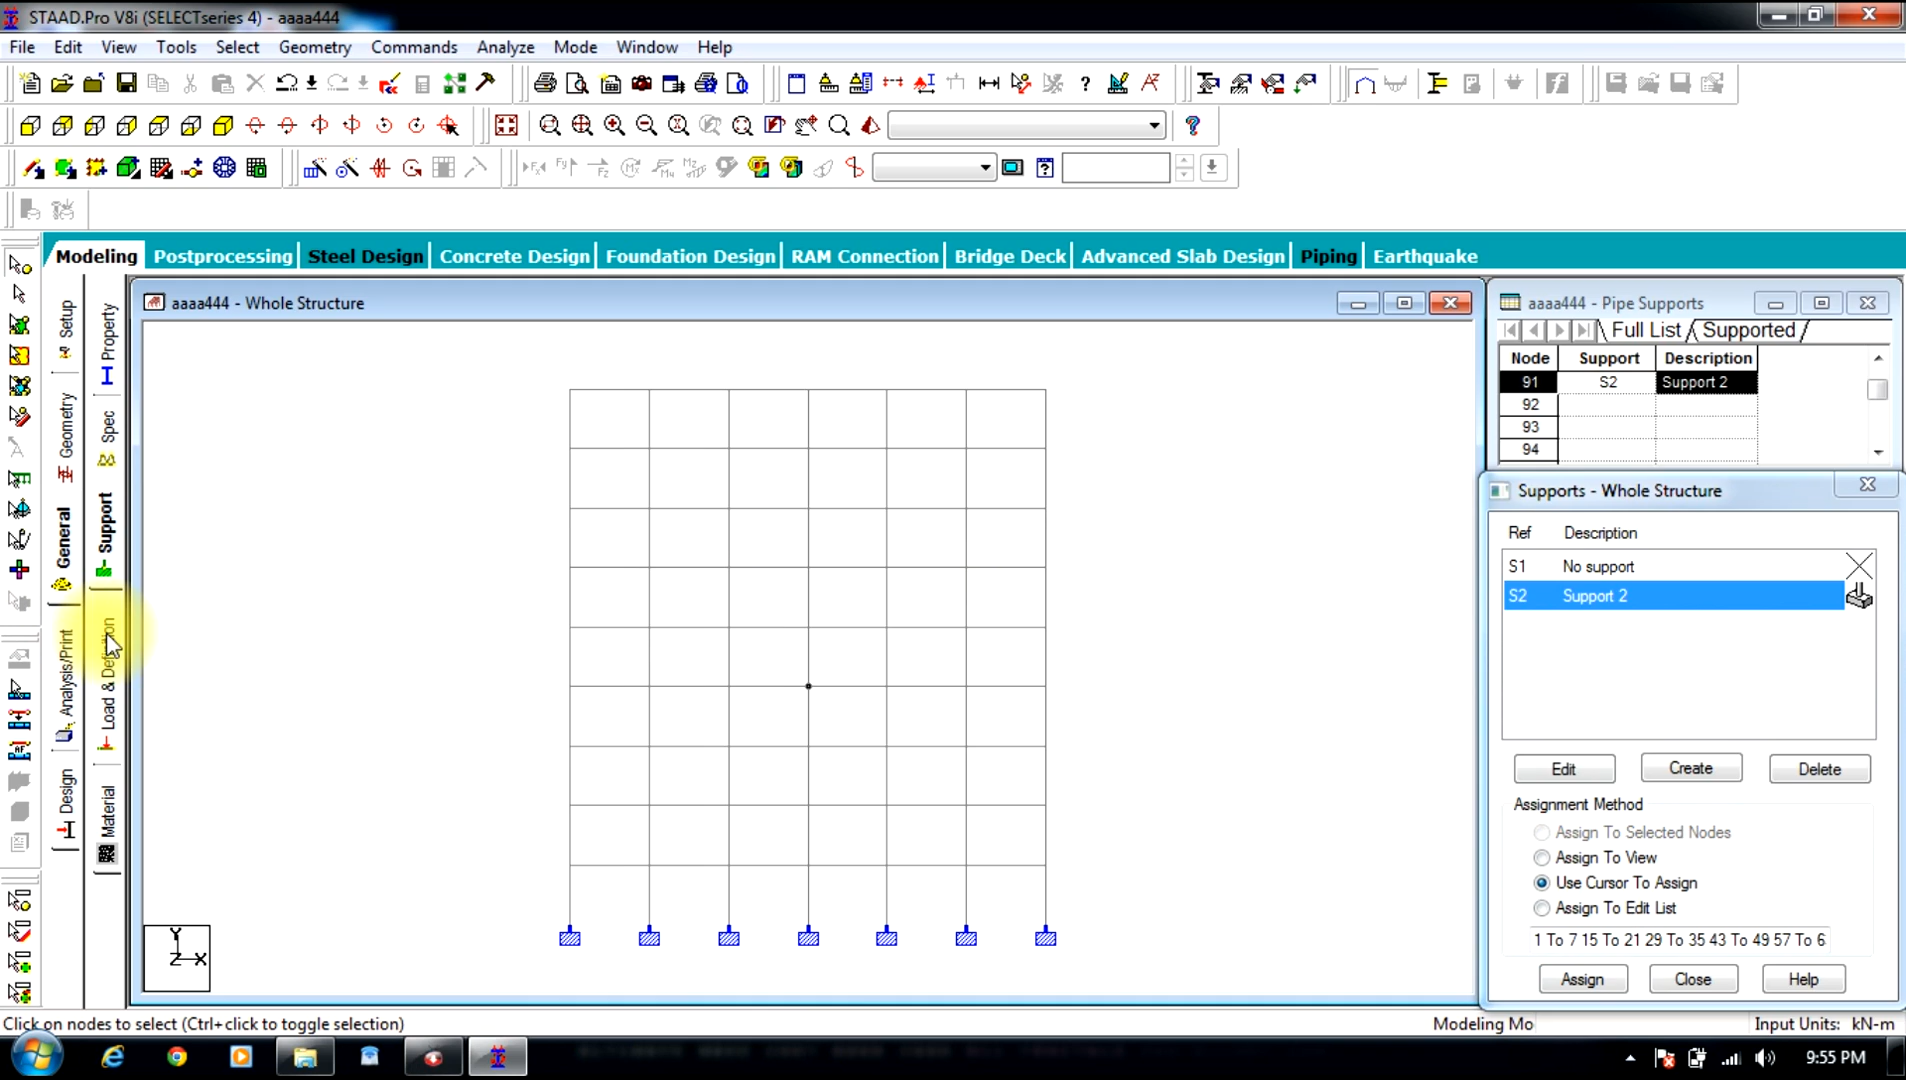 STAAD.Pro V8i (SELECTseries 4) - aaaa444
File Edit View Tools Select Geometry Commands Analyze Mode Window Help
Modeling Postprocessing Steel Design Concrete Design Foundation Design RAM Connection Bridge Deck Advanced Slab Design Piping Earthquake
Setup
Geometry
General
Analysis/Print
Design
Property
Spec
Support
Load & Definition
Material
aaaa444 - Whole Structure
Y
Z X
aaaa444 - Pipe Supports
Full List Supported
Node Support Description
91 S2 Support 2
92
93
94
Supports - Whole Structure
Ref Description
S1 No support
S2 Support 2
Edit Create Delete
Assignment Method
Assign To Selected Nodes
Assign To View
Use Cursor To Assign
Assign To Edit List
1 To 7 15 To 21 29 To 35 43 To 49 57 To 6
Assign Close Help
Click on nodes to select (Ctrl+click to toggle selection)
Modeling Mo
Input Units: kN-m
9:55 PM